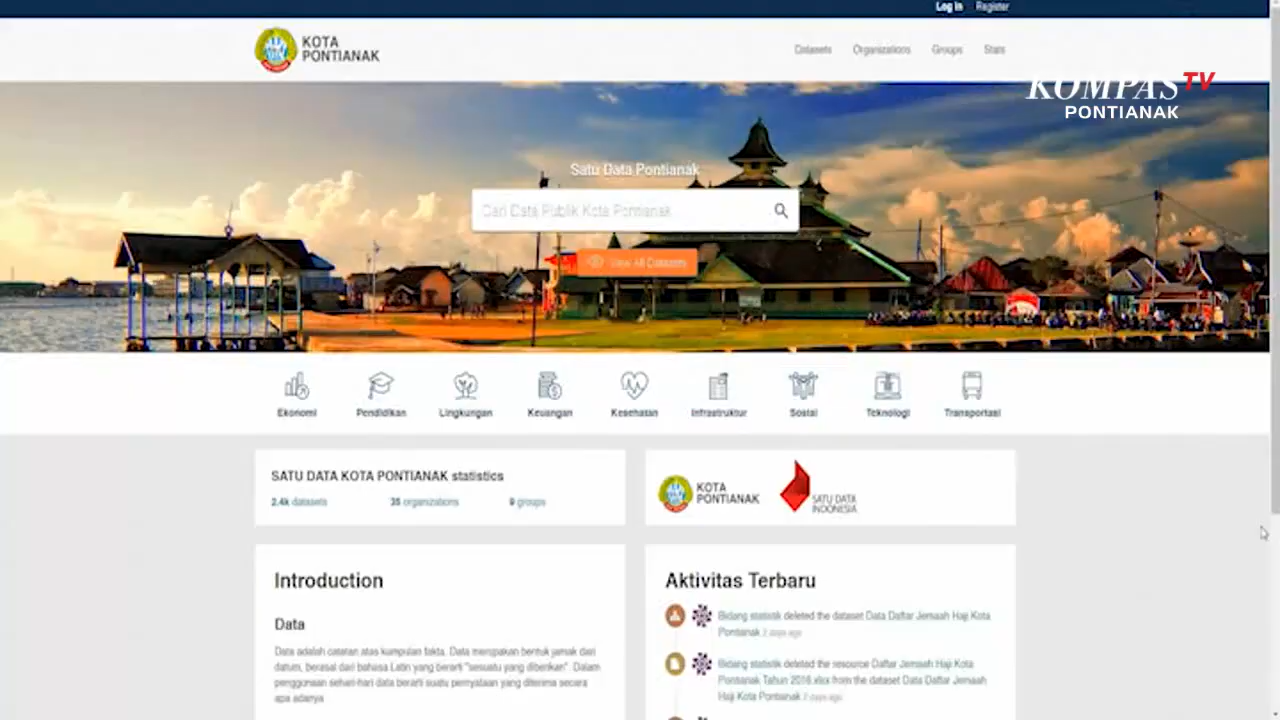 Log in Register
KOTA
PONTIANAK
Datasets Organizations Groups Stats
KOMPAS TV
PONTIANAK
Satu Data Pontianak
Cari Data Publik Kota Pontianak
View All Datasets
Ekonomi Pendidikan Lingkungan Keuangan Kesehatan Infrastruktur Sosial Teknologi Transportasi
SATU DATA KOTA PONTIANAK statistics
2.4k datasets 35 organizations 9 groups
KOTA
PONTIANAK
SATU DATA
INDONESIA
Introduction
Data
Data adalah catatan atas kumpulan fakta. Data merupakan bentuk jamak dari
datum, berasal dari bahasa Latin yang berarti "sesuatu yang diberikan". Dalam
penggunaan sehari-hari data berarti suatu pernyataan yang diterima secara
apa adanya
Aktivitas Terbaru
Bidang statistik deleted the dataset Data Daftar Jemaah Haji Kota
Pontianak 2 days ago
Bidang statistik deleted the resource Daftar Jemaah Haji Kota
Pontianak Tahun 2016.xlsx from the dataset Data Daftar Jemaah
Haji Kota Pontianak 2 days ago